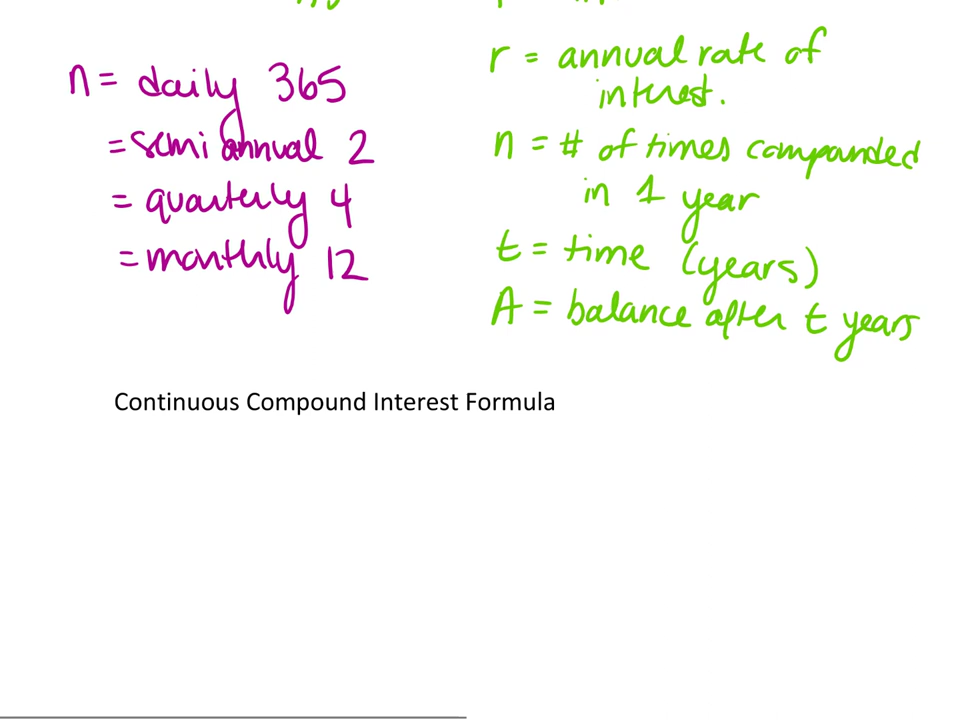 n = daily 365
= semi annual 2
= quarterly 4
= monthly 12
r = annual rate of
interest.
n = # of times compounded
in 1 year
t = time (years)
A = balance after t years
Continuous Compound Interest Formula